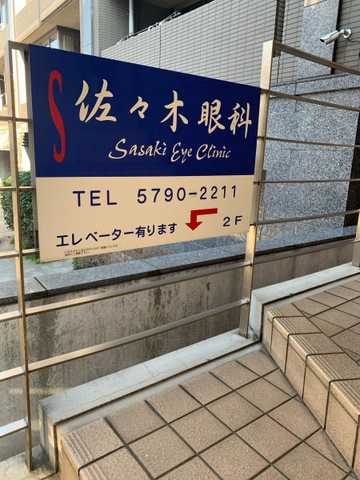 S 佐々木眼科
Sasaki Eye Clinic
TEL 5790-2211
エレベーター有ります 2F